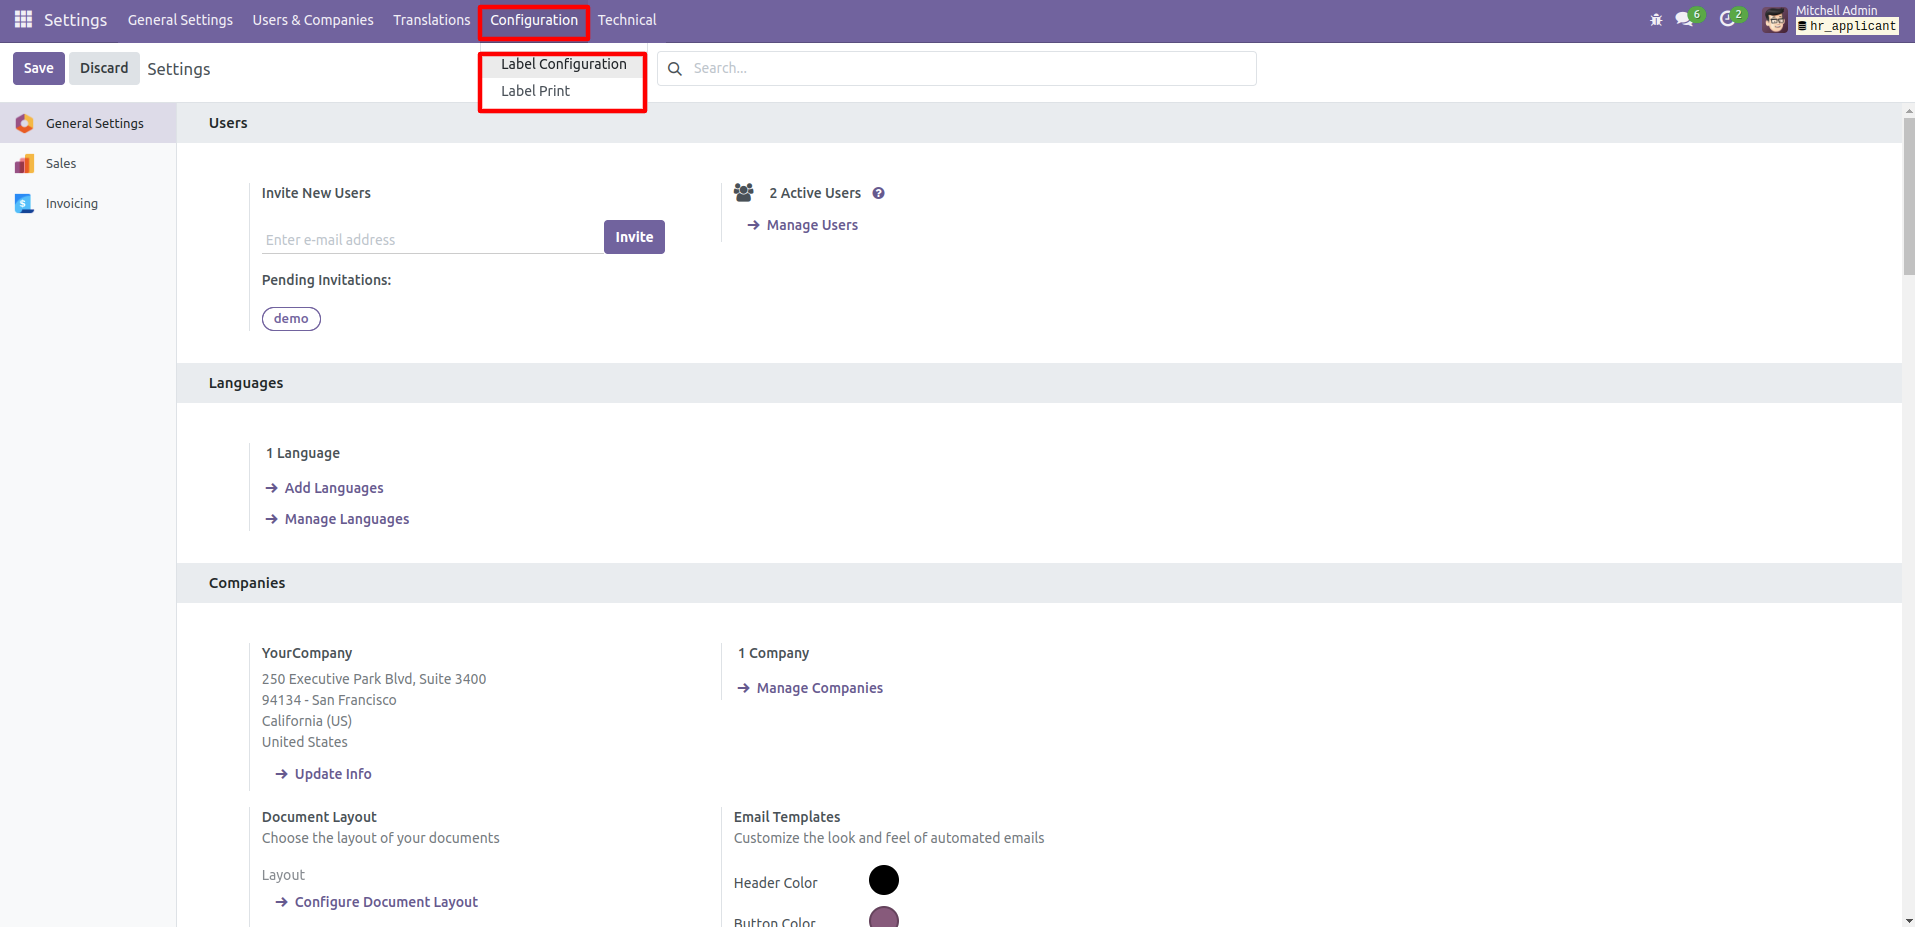 Settings General Settings Users & Companies Translations Configuration Technical 6 2 Mitchell Admin
hr_applicant
Save Discard Settings Label Configuration Search...
Label Print
General Settings
Sales
Invoicing
Users
Invite New Users
Enter e-mail address Invite
Pending Invitations:
demo
2 Active Users ?
→ Manage Users
Languages
1 Language
→ Add Languages
→ Manage Languages
Companies
YourCompany
250 Executive Park Blvd, Suite 3400
94134 - San Francisco
California (US)
United States
→ Update Info
1 Company
→ Manage Companies
Document Layout
Choose the layout of your documents
Layout
→ Configure Document Layout
Email Templates
Customize the look and feel of automated emails
Header Color
Button Color